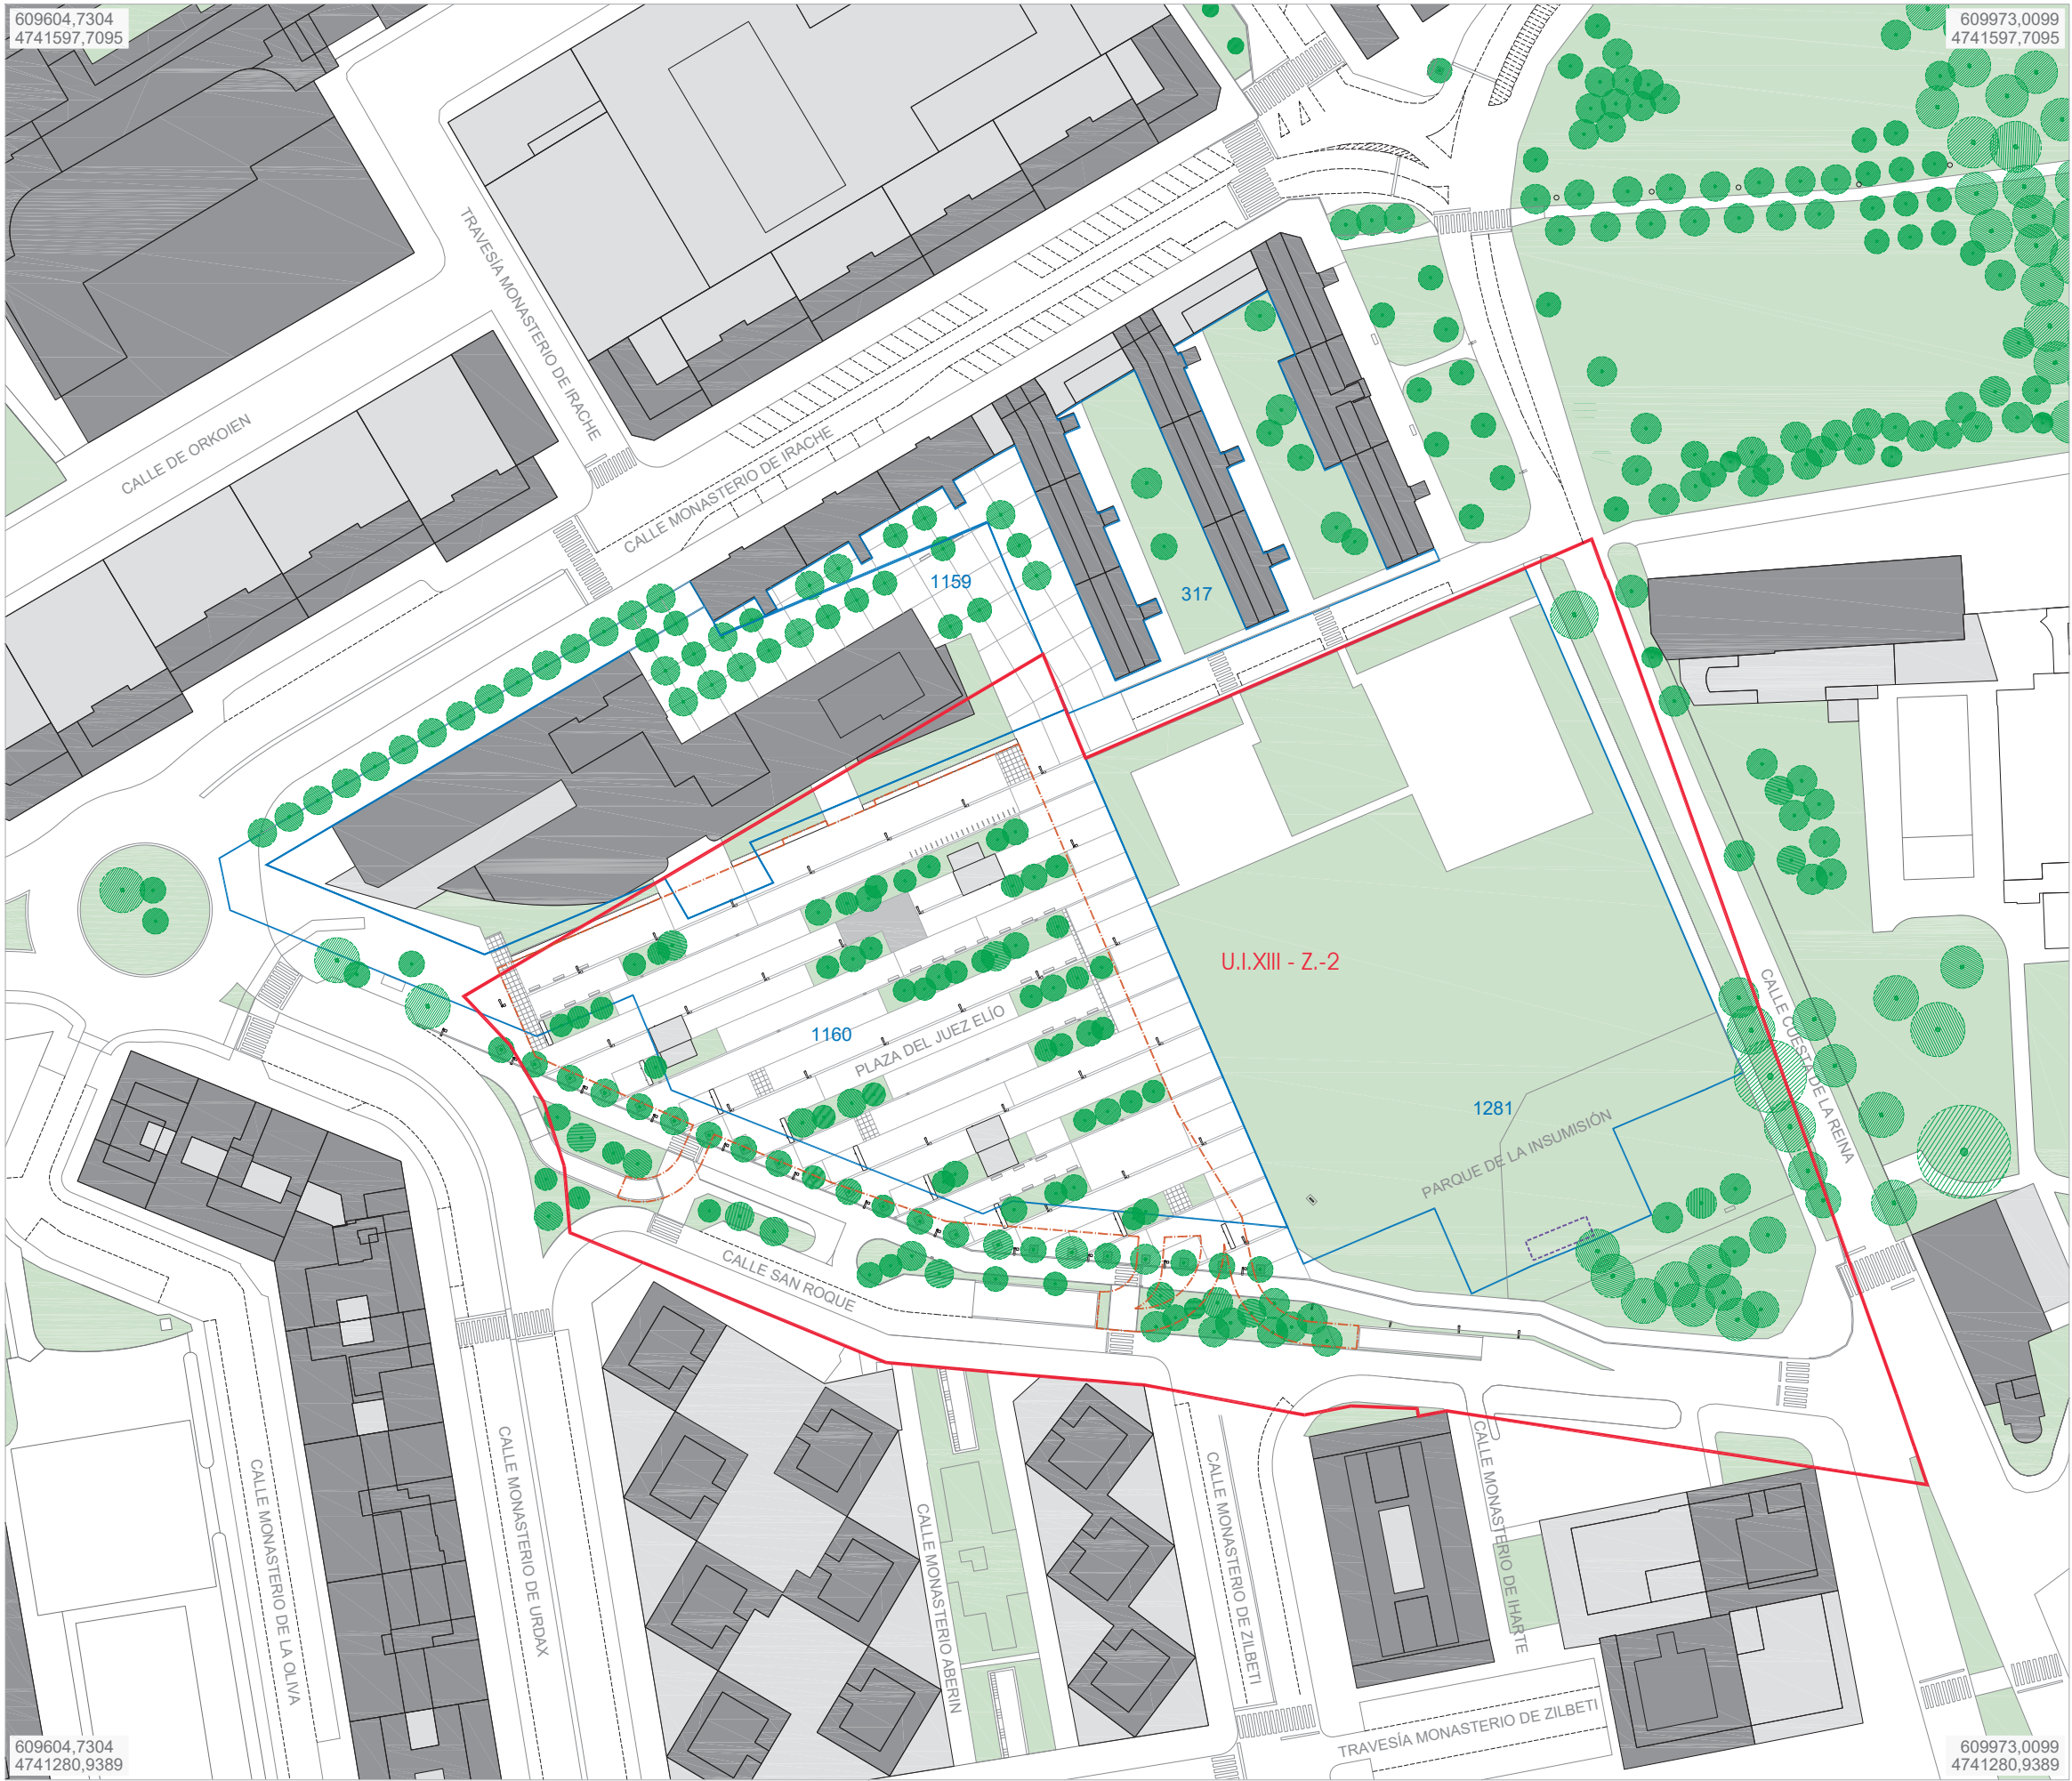 609604,7304
4741597,7095
609973,0099
4741597,7095
TRAVESÍA MONASTERIO DE IRACHE
CALLE DE ORKOIEN
CALLE MONASTERIO DE IRACHE
1159
317
U.I.XIII - Z.-2
1160
PLAZA DEL JUEZ ELÍO
1281
PARQUE DE LA INSUMISIÓN
CALLE CUESTA DE LA REINA
CALLE SAN ROQUE
CALLE MONASTERIO DE LA OLIVA
CALLE MONASTERIO DE URDAX
CALLE MONASTERIO ABERIN
CALLE MONASTERIO DE ZILBETI
CALLE MONASTERIO DE IHARTE
TRAVESÍA MONASTERIO DE ZILBETI
609604,7304
4741280,9389
609973,0099
4741280,9389